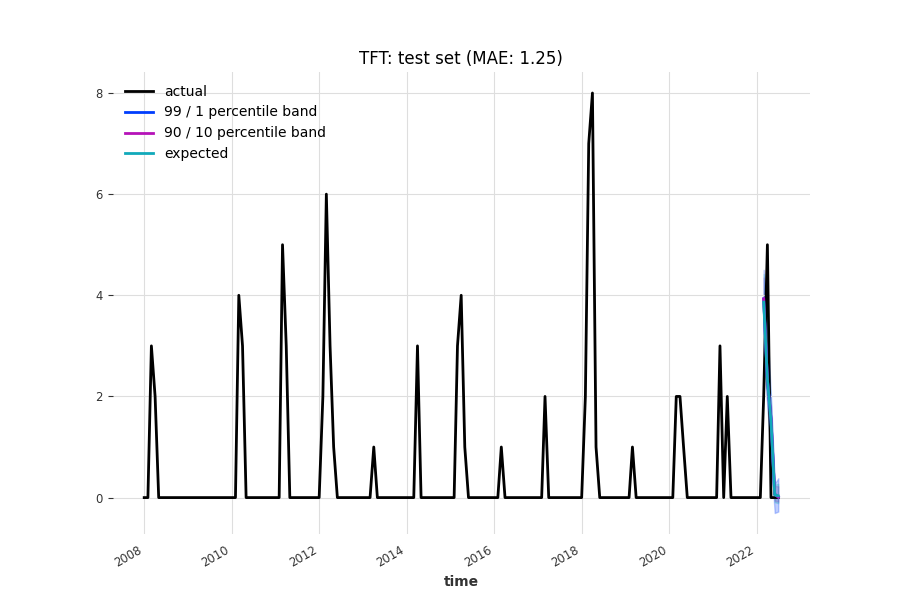 TFT: test set (MAE: 1.25)
actual
99 / 1 percentile band
90 / 10 percentile band
expected
8
6
4
2
0
2008
2010
2012
2014
2016
2018
2020
2022
time